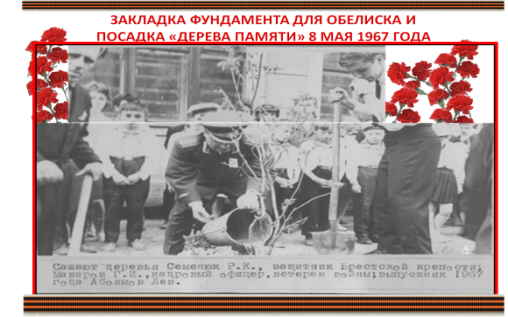 ЗАКЛАДКА ФУНДАМЕНТА ДЛЯ ОБЕЛИСКА И
ПОСАДКА «ДЕРЕВА ПАМЯТИ» 8 МАЯ 1967 ГОДА
Сажают деревья Семенюк Р.К., защитник Брестской крепости;
Макаров Г.И., кадровый офицер, ветеран войны; выпускник 1967
года Абоимов Лев.